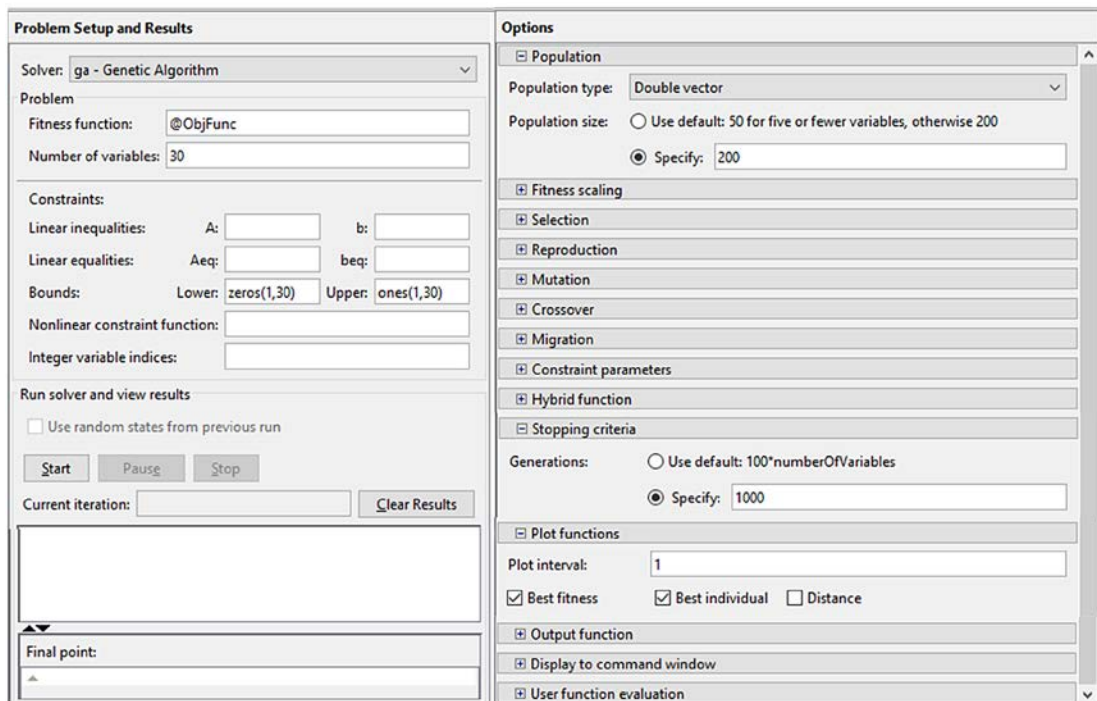 Problem Setup and Results
Solver: ga - Genetic Algorithm
Problem
Fitness function: @ObjFunc
Number of variables: 30
Constraints:
Linear inequalities: A: b:
Linear equalities: Aeq: beq:
Bounds: Lower: zeros(1,30) Upper: ones(1,30)
Nonlinear constraint function:
Integer variable indices:
Run solver and view results
Use random states from previous run
Start Pause Stop
Current iteration: Clear Results
Final point:
Options
Population
Population type: Double vector
Population size: Use default: 50 for five or fewer variables, otherwise 200
Specify: 200
Fitness scaling
Selection
Reproduction
Mutation
Crossover
Migration
Constraint parameters
Hybrid function
Stopping criteria
Generations: Use default: 100*numberOfVariables
Specify: 1000
Plot functions
Plot interval: 1
Best fitness Best individual Distance
Output function
Display to command window
User function evaluation